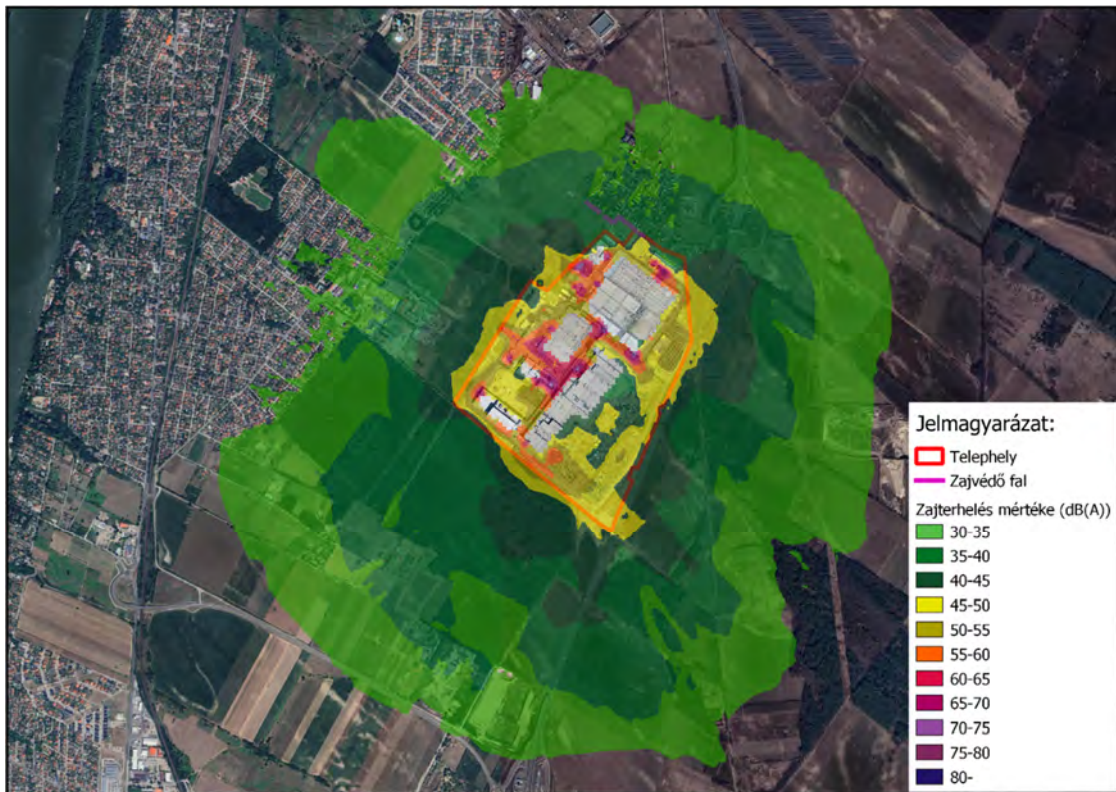 Jelmagyarázat:
Telephely
Zajvédő fal
Zajterhelés mértéke (dB(A))
30-35
35-40
40-45
45-50
50-55
55-60
60-65
65-70
70-75
75-80
80-